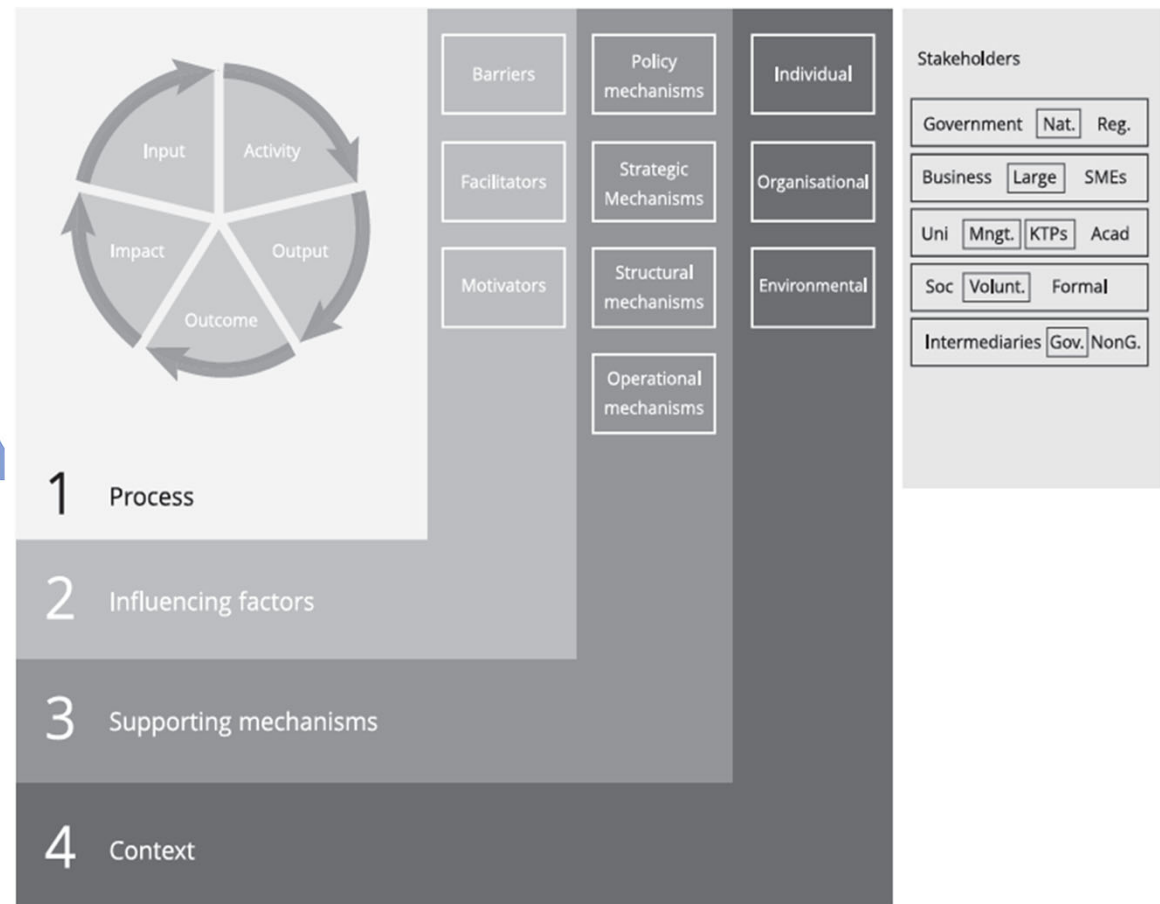 Input
Activity
Output
Outcome
Impact
1 Process
Barriers
Facilitators
Motivators
2 Influencing factors
Policy
mechanisms
Strategic
Mechanisms
Structural
mechanisms
Operational
mechanisms
3 Supporting mechanisms
Individual
Organisational
Environmental
4 Context
Stakeholders
Government Nat. Reg.
Business Large SMEs
Uni Mngt. KTPs Acad
Soc Volunt. Formal
Intermediaries Gov. NonG.